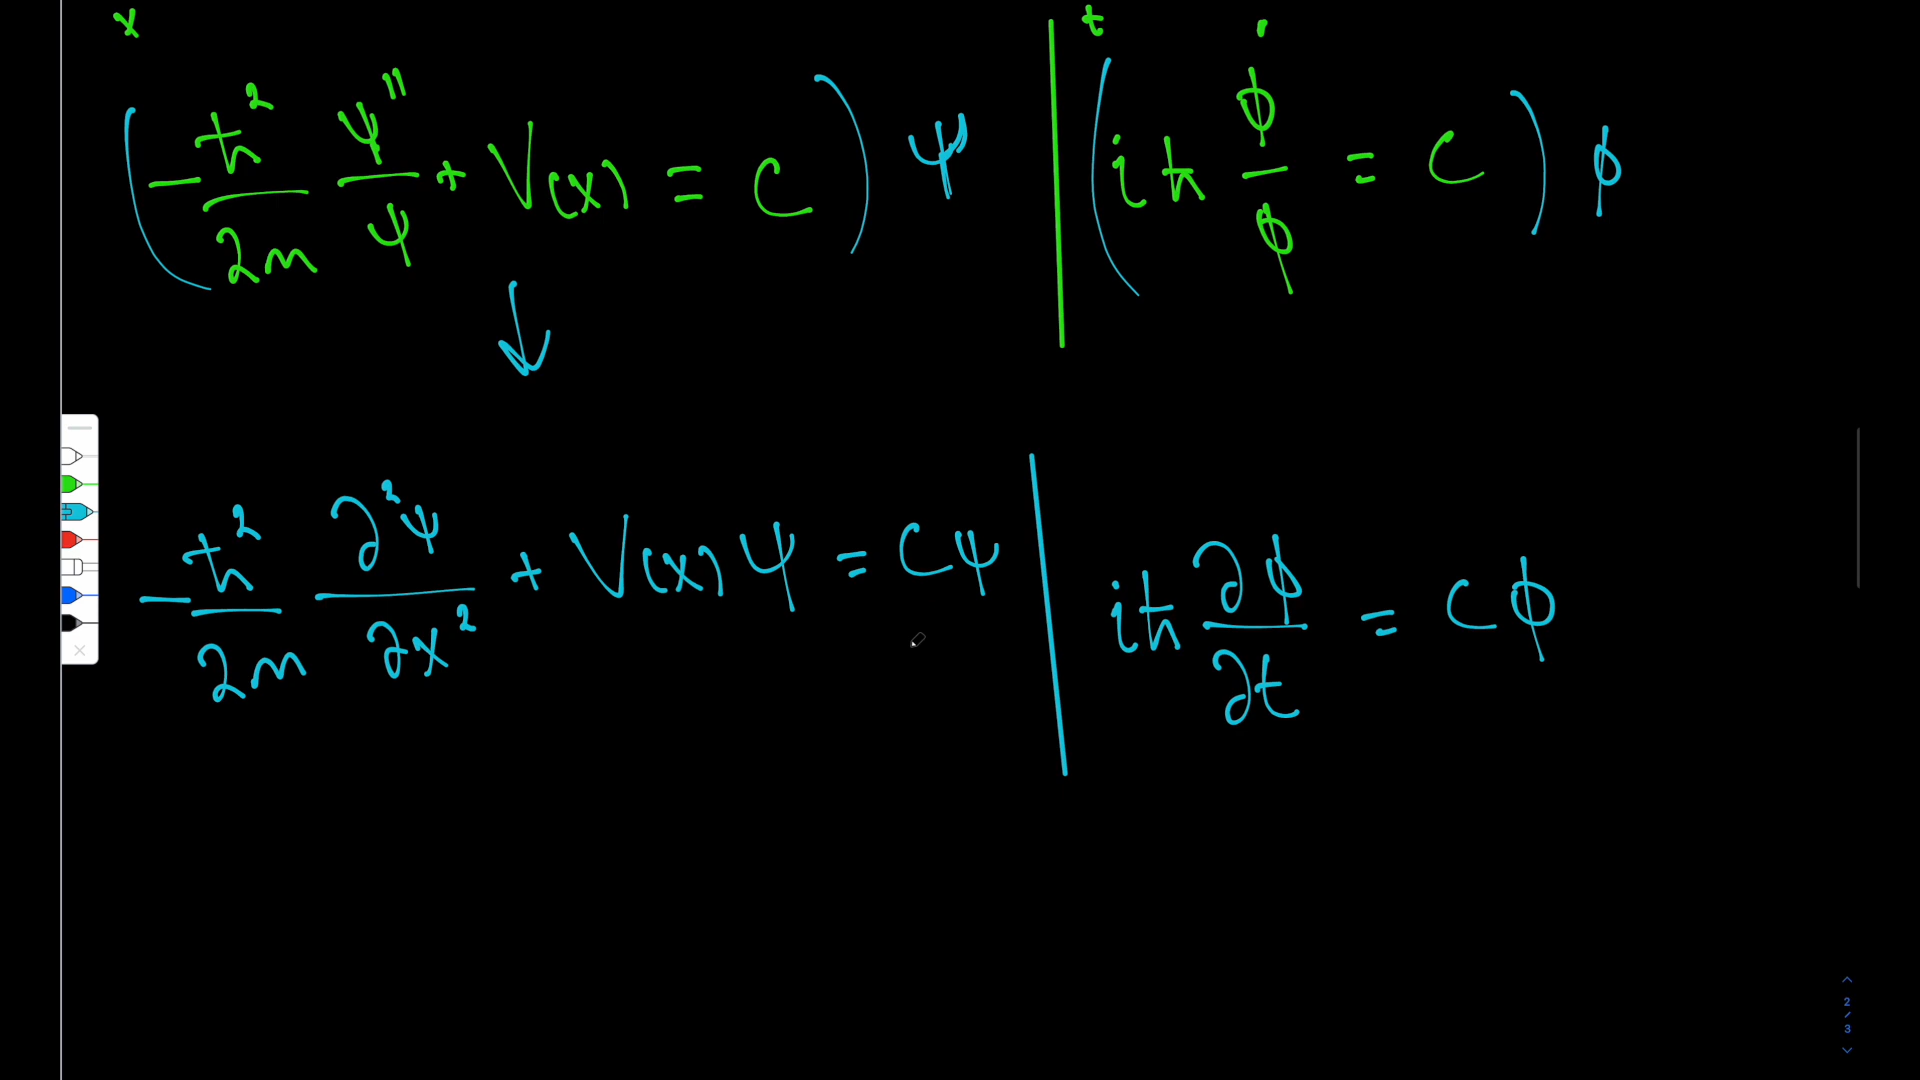 x
( -ħ²/2m ψ''/ψ + V(x) = C ) ψ
t
( iħ φ̇/φ = C ) φ
↓
-ħ²/2m ∂²ψ/∂x² + V(x) ψ = Cψ
iħ ∂φ/∂t = Cφ
2
/
3